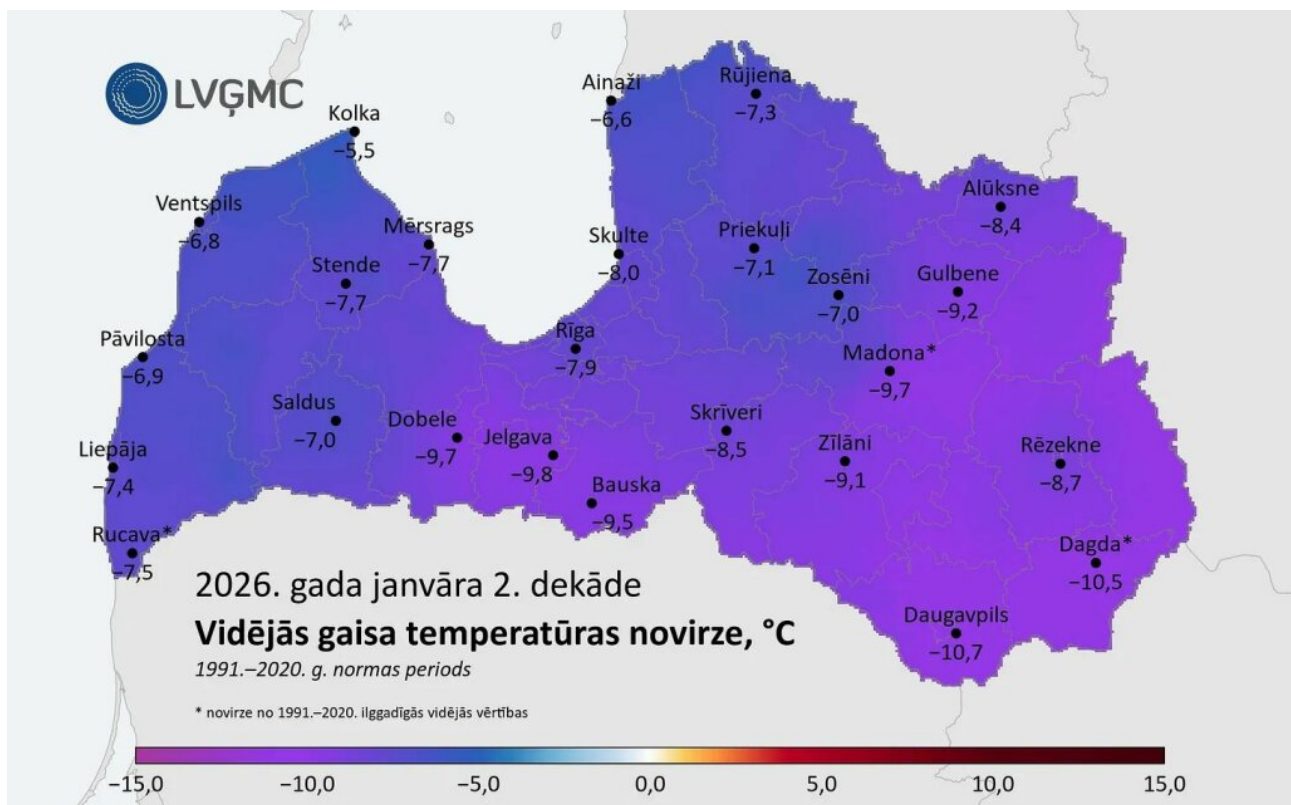 LVĢMC
Ainaži
−6,6
Rūjiena
−7,3
Kolka
−5,5
Ventspils
−6,8
Mērsrags
−7,7
Stende
−7,7
Skulte
−8,0
Priekuļi
−7,1
Alūksne
−8,4
Zosēni
−7,0
Gulbene
−9,2
Pāvilosta
−6,9
Rīga
−7,9
Madona*
−9,7
Saldus
−7,0
Dobele
−9,7
Jelgava
−9,8
Skrīveri
−8,5
Zīlāni
−9,1
Rēzekne
−8,7
Liepāja
−7,4
Bauska
−9,5
Rucava*
−7,5
Dagda*
−10,5
Daugavpils
−10,7
2026. gada janvāra 2. dekāde
Vidējās gaisa temperatūras novirze, °C
1991.–2020. g. normas periods
* novirze no 1991.–2020. ilggadīgās vidējās vērtības
−15,0 −10,0 −5,0 0,0 5,0 10,0 15,0